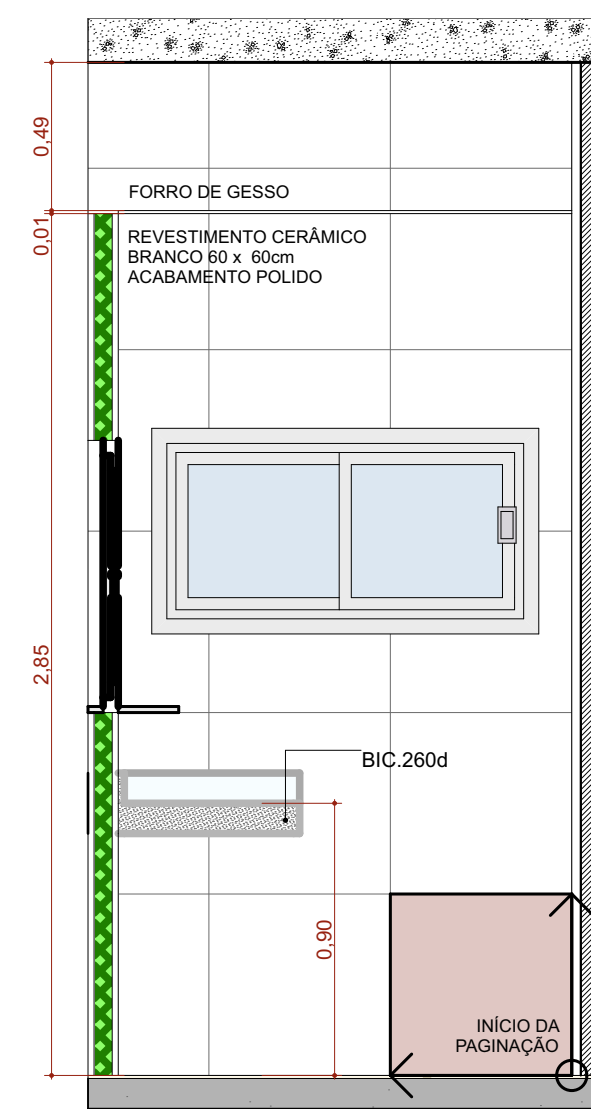 0,49
FORRO DE GESSO
0,01
REVESTIMENTO CERÂMICO
BRANCO 60 x 60cm
ACABAMENTO POLIDO
2,85
BIC.260d
0,90
INÍCIO DA
PAGINAÇÃO